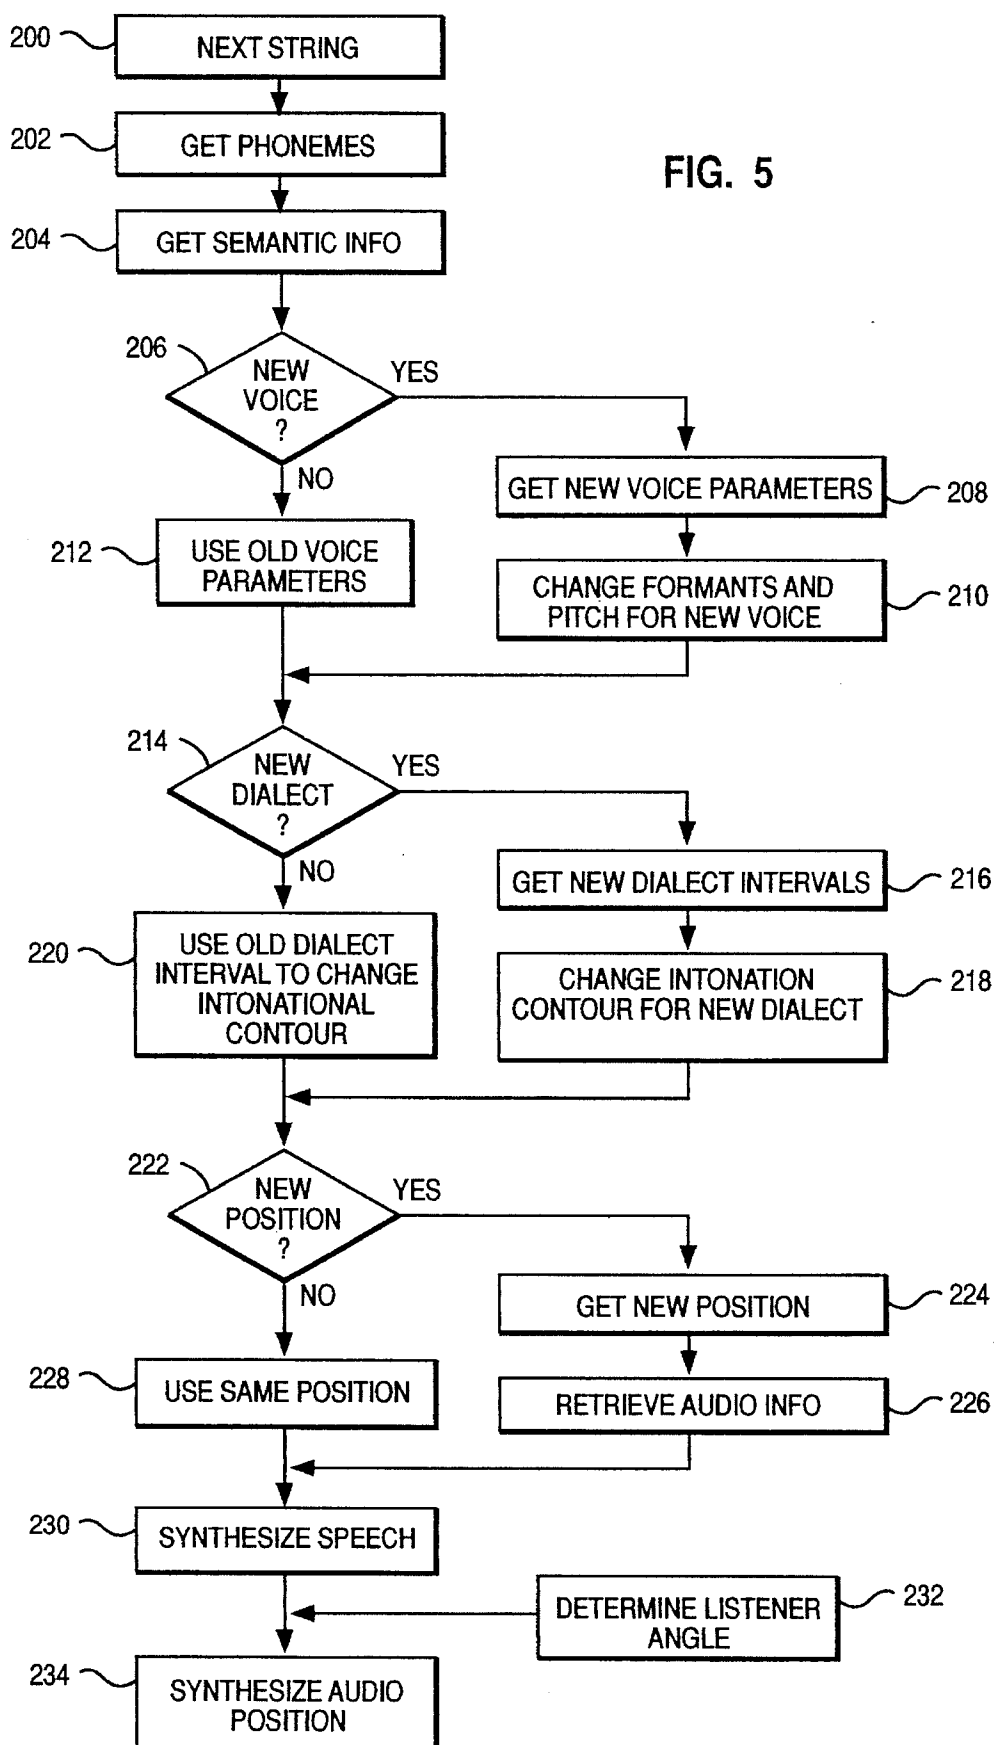 200
NEXT STRING
202
GET PHONEMES
FIG. 5
204
GET SEMANTIC INFO
206
NEW
VOICE
?
YES
NO
GET NEW VOICE PARAMETERS
208
212
USE OLD VOICE
PARAMETERS
CHANGE FORMANTS AND
PITCH FOR NEW VOICE
210
214
NEW
DIALECT
?
YES
NO
GET NEW DIALECT INTERVALS
216
220
USE OLD DIALECT
INTERVAL TO CHANGE
INTONATIONAL
CONTOUR
CHANGE INTONATION
CONTOUR FOR NEW DIALECT
218
222
NEW
POSITION
?
YES
NO
GET NEW POSITION
224
228
USE SAME POSITION
RETRIEVE AUDIO INFO
226
230
SYNTHESIZE SPEECH
DETERMINE LISTENER
ANGLE
232
234
SYNTHESIZE AUDIO
POSITION